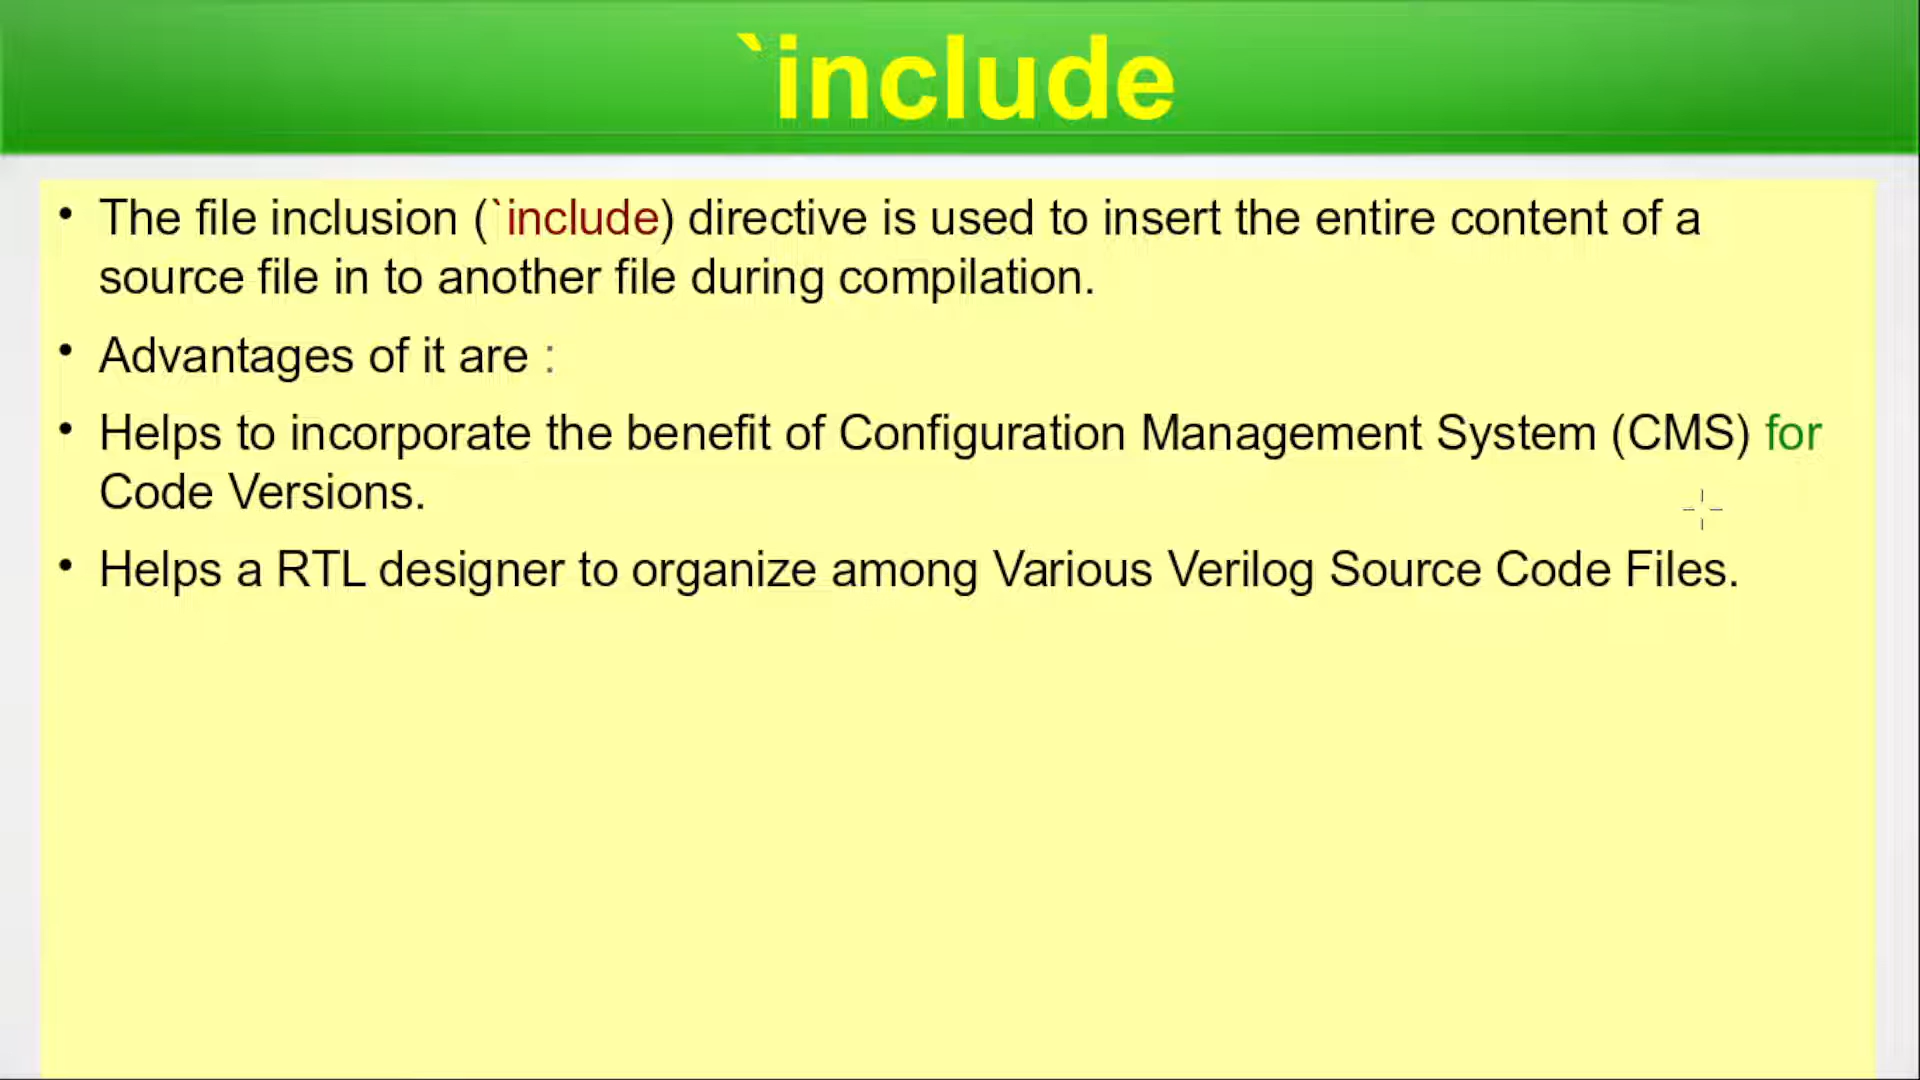 `include
• The file inclusion (`include) directive is used to insert the entire content of a
source file in to another file during compilation.
• Advantages of it are :
• Helps to incorporate the benefit of Configuration Management System (CMS) for
Code Versions.
• Helps a RTL designer to organize among Various Verilog Source Code Files.